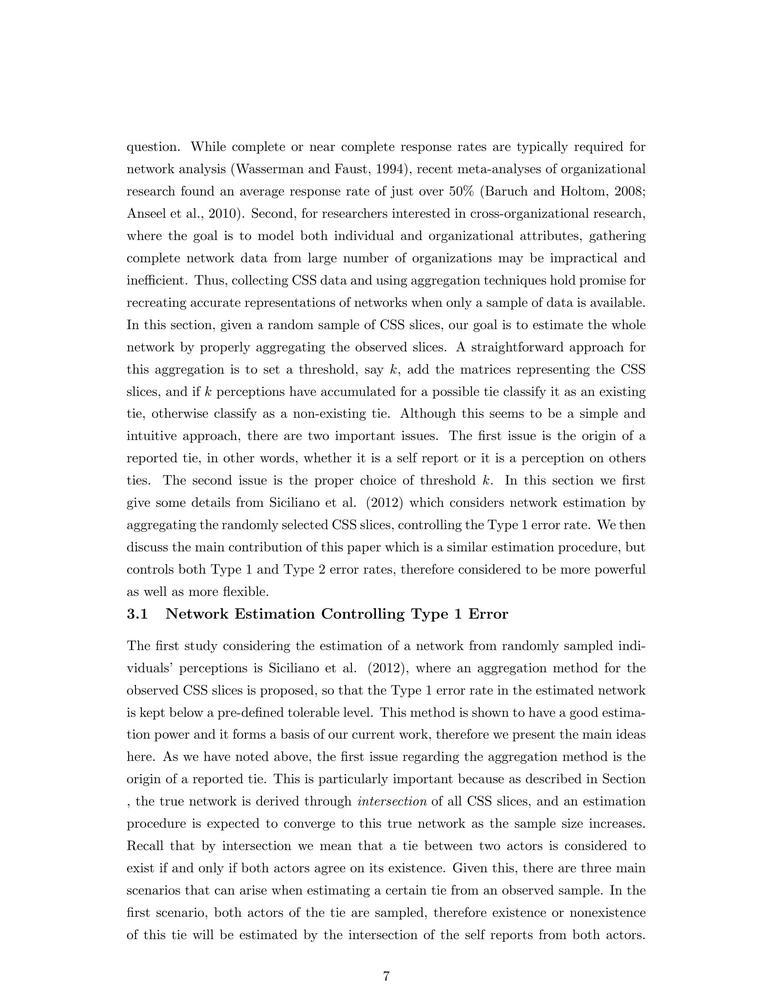 question. While complete or near complete response rates are typically required for
network analysis (Wasserman and Faust, 1994), recent meta-analyses of organizational
research found an average response rate of just over 50% (Baruch and Holtom, 2008;
Anseel et al., 2010). Second, for researchers interested in cross-organizational research,
where the goal is to model both individual and organizational attributes, gathering
complete network data from large number of organizations may be impractical and
inefficient. Thus, collecting CSS data and using aggregation techniques hold promise for
recreating accurate representations of networks when only a sample of data is available.
In this section, given a random sample of CSS slices, our goal is to estimate the whole
network by properly aggregating the observed slices. A straightforward approach for
this aggregation is to set a threshold, say k, add the matrices representing the CSS
slices, and if k perceptions have accumulated for a possible tie classify it as an existing
tie, otherwise classify as a non-existing tie. Although this seems to be a simple and
intuitive approach, there are two important issues. The first issue is the origin of a
reported tie, in other words, whether it is a self report or it is a perception on others
ties. The second issue is the proper choice of threshold k. In this section we first
give some details from Siciliano et al. (2012) which considers network estimation by
aggregating the randomly selected CSS slices, controlling the Type 1 error rate. We then
discuss the main contribution of this paper which is a similar estimation procedure, but
controls both Type 1 and Type 2 error rates, therefore considered to be more powerful
as well as more flexible.
3.1 Network Estimation Controlling Type 1 Error
The first study considering the estimation of a network from randomly sampled indi-
viduals' perceptions is Siciliano et al. (2012), where an aggregation method for the
observed CSS slices is proposed, so that the Type 1 error rate in the estimated network
is kept below a pre-defined tolerable level. This method is shown to have a good estima-
tion power and it forms a basis of our current work, therefore we present the main ideas
here. As we have noted above, the first issue regarding the aggregation method is the
origin of a reported tie. This is particularly important because as described in Section
, the true network is derived through intersection of all CSS slices, and an estimation
procedure is expected to converge to this true network as the sample size increases.
Recall that by intersection we mean that a tie between two actors is considered to
exist if and only if both actors agree on its existence. Given this, there are three main
scenarios that can arise when estimating a certain tie from an observed sample. In the
first scenario, both actors of the tie are sampled, therefore existence or nonexistence
of this tie will be estimated by the intersection of the self reports from both actors.
7